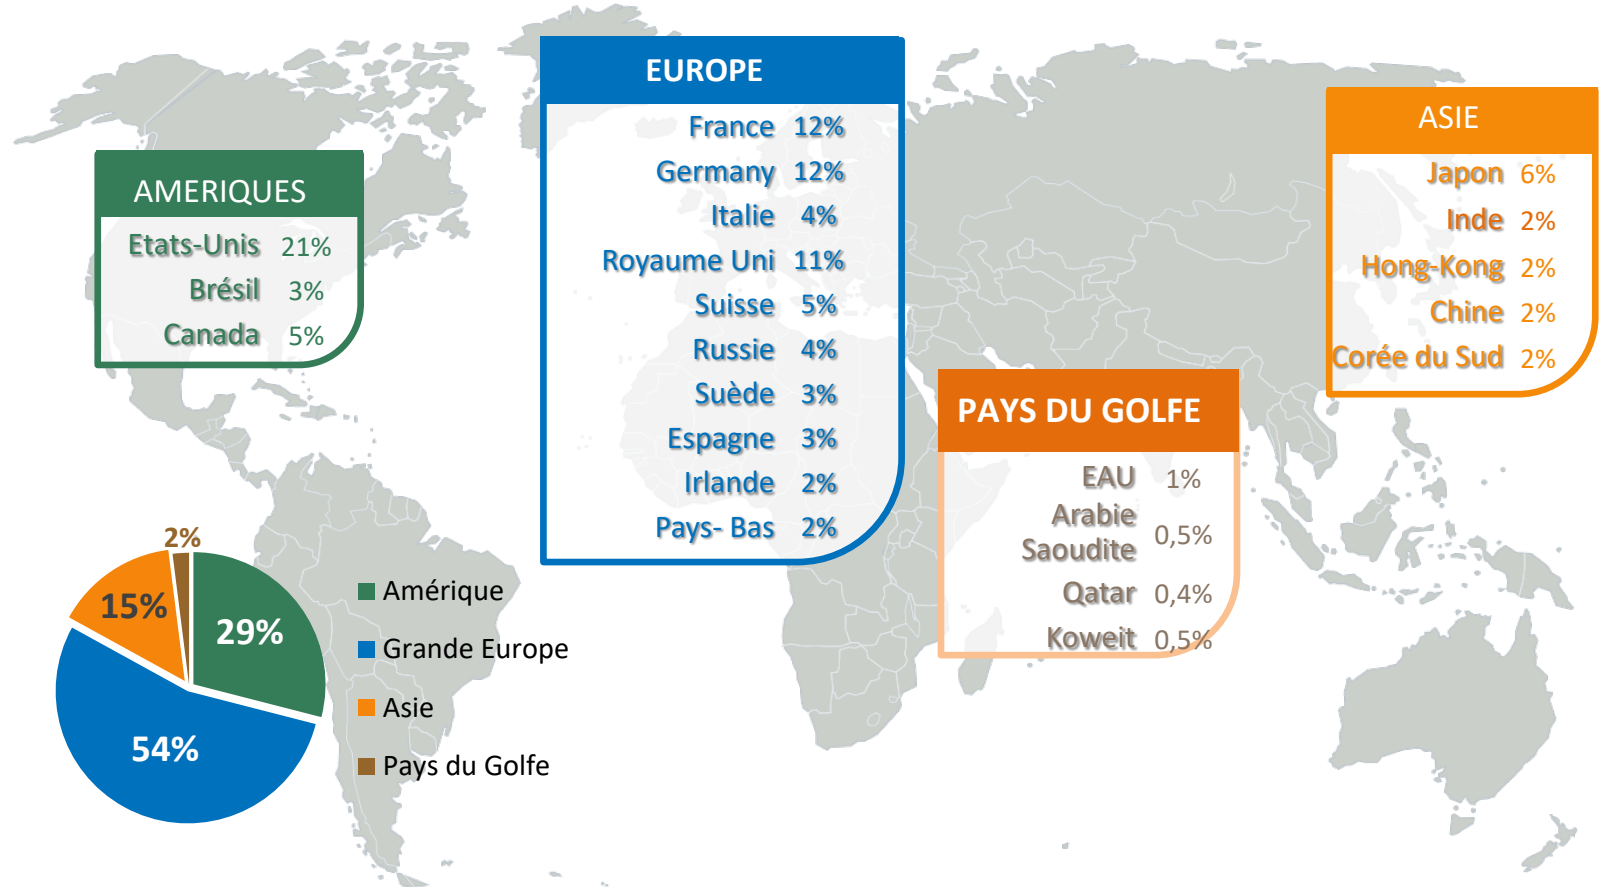 AMERIQUES
Etats-Unis 21%
Brésil 3%
Canada 5%
EUROPE
France 12%
Germany 12%
Italie 4%
Royaume Uni 11%
Suisse 5%
Russie 4%
Suède 3%
Espagne 3%
Irlande 2%
Pays- Bas 2%
ASIE
Japon 6%
Inde 2%
Hong-Kong 2%
Chine 2%
Corée du Sud 2%
PAYS DU GOLFE
EAU 1%
Arabie
Saoudite 0,5%
Qatar 0,4%
Koweit 0,5%
2%
15%
29%
54%
Amérique
Grande Europe
Asie
Pays du Golfe